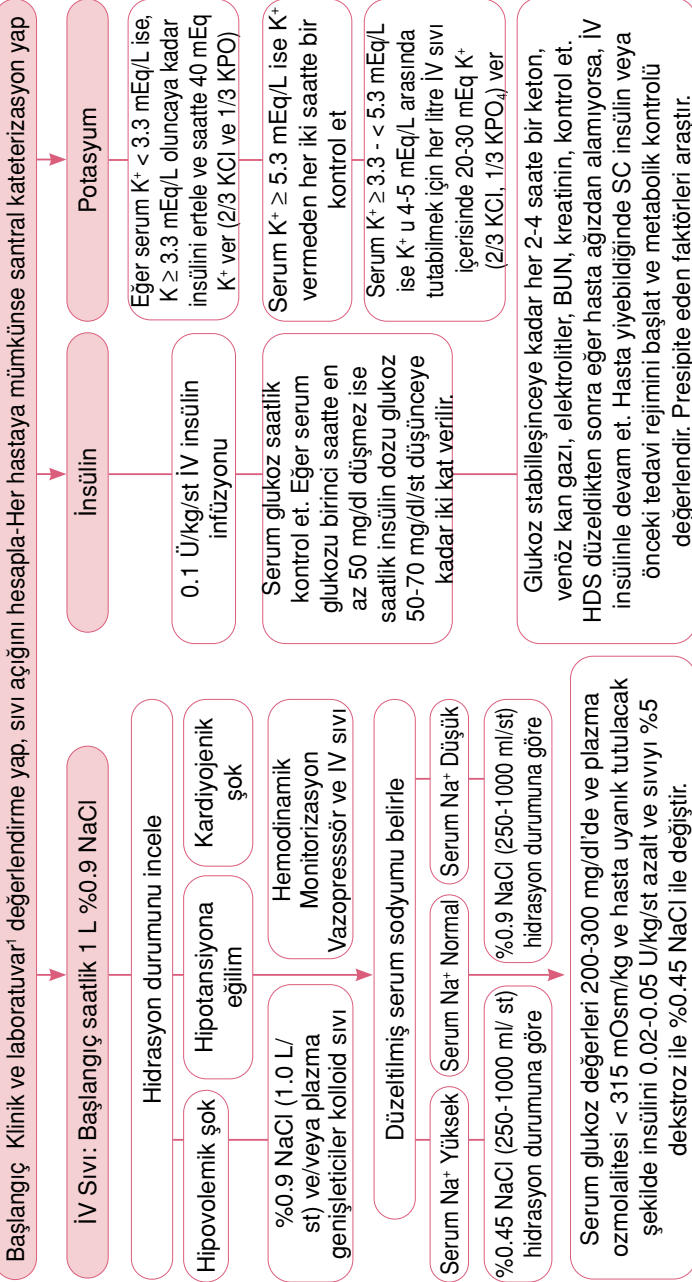 Başlangıç Klinik ve laboratuvar¹ değerlendirme yap, sıvı açığını hesapla-Her hastaya mümkünse santral kateterizasyon yap
İV Sıvı: Başlangıç saatlik 1 L %0.9 NaCl
Hidrasyon durumunu incele
Hipovolemik şok
Hipotansiyona
eğilim
Kardiyojenik
şok
%0.9 NaCl (1.0 L/
st) ve/veya plazma
genişleticiler kolloid sıvı
Hemodinamik
Monitorizasyon
Vazopresssör ve IV sıvı
Düzeltilmiş serum sodyumu belirle
Serum Na⁺ Yüksek
Serum Na⁺ Normal
Serum Na⁺ Düşük
%0.45 NaCl (250-1000 ml/ st)
hidrasyon durumuna göre
%0.9 NaCl (250-1000 ml/st)
hidrasyon durumuna göre
Serum glukoz değerleri 200-300 mg/dl'de ve plazma
ozmolalitesi < 315 mOsm/kg ve hasta uyanık tutulacak
şekilde insülini 0.02-0.05 U/kg/st azalt ve sıvıyı %5
dekstroz ile %0.45 NaCl ile değiştir.
İnsülin
0.1 Ü/kg/st İV insülin
infüzyonu
Serum glukoz saatlik
kontrol et. Eğer serum
glukozu birinci saatte en
az 50 mg/dl düşmez ise
saatlik insülin dozu glukoz
50-70 mg/dl/st düşünceye
kadar iki kat verilir.
Potasyum
Eğer serum K⁺ < 3.3 mEq/L ise,
K ≥ 3.3 mEq/L oluncaya kadar
insülini ertele ve saatte 40 mEq
K⁺ ver (2/3 KCl ve 1/3 KPO)
Serum K⁺ ≥ 5.3 mEq/L ise K⁺
vermeden her iki saatte bir
kontrol et
Serum K⁺ ≥ 3.3 - < 5.3 mEq/L
ise K⁺ u 4-5 mEq/L arasında
tutabilmek için her litre İV sıvı
içerisinde 20-30 mEq K⁺
(2/3 KCl, 1/3 KPO₄) ver
Glukoz stabilleşinceye kadar her 2-4 saate bir keton,
venöz kan gazı, elektrolitler, BUN, kreatinin, kontrol et.
HDS düzeldikten sonra eğer hasta ağızdan alamıyorsa, İV
insülinle devam et. Hasta yiyebildiğinde SC insülin veya
önceki tedavi rejimini başlat ve metabolik kontrolü
değerlendir. Presipite eden faktörleri araştır.